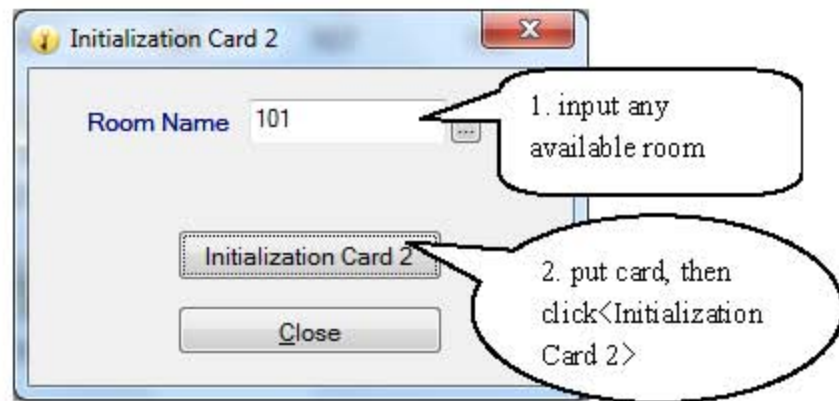 Initialization Card 2
Room Name
101
...
1. input any
available room
Initialization Card 2
2. put card, then
click<Initialization
Card 2>
Close